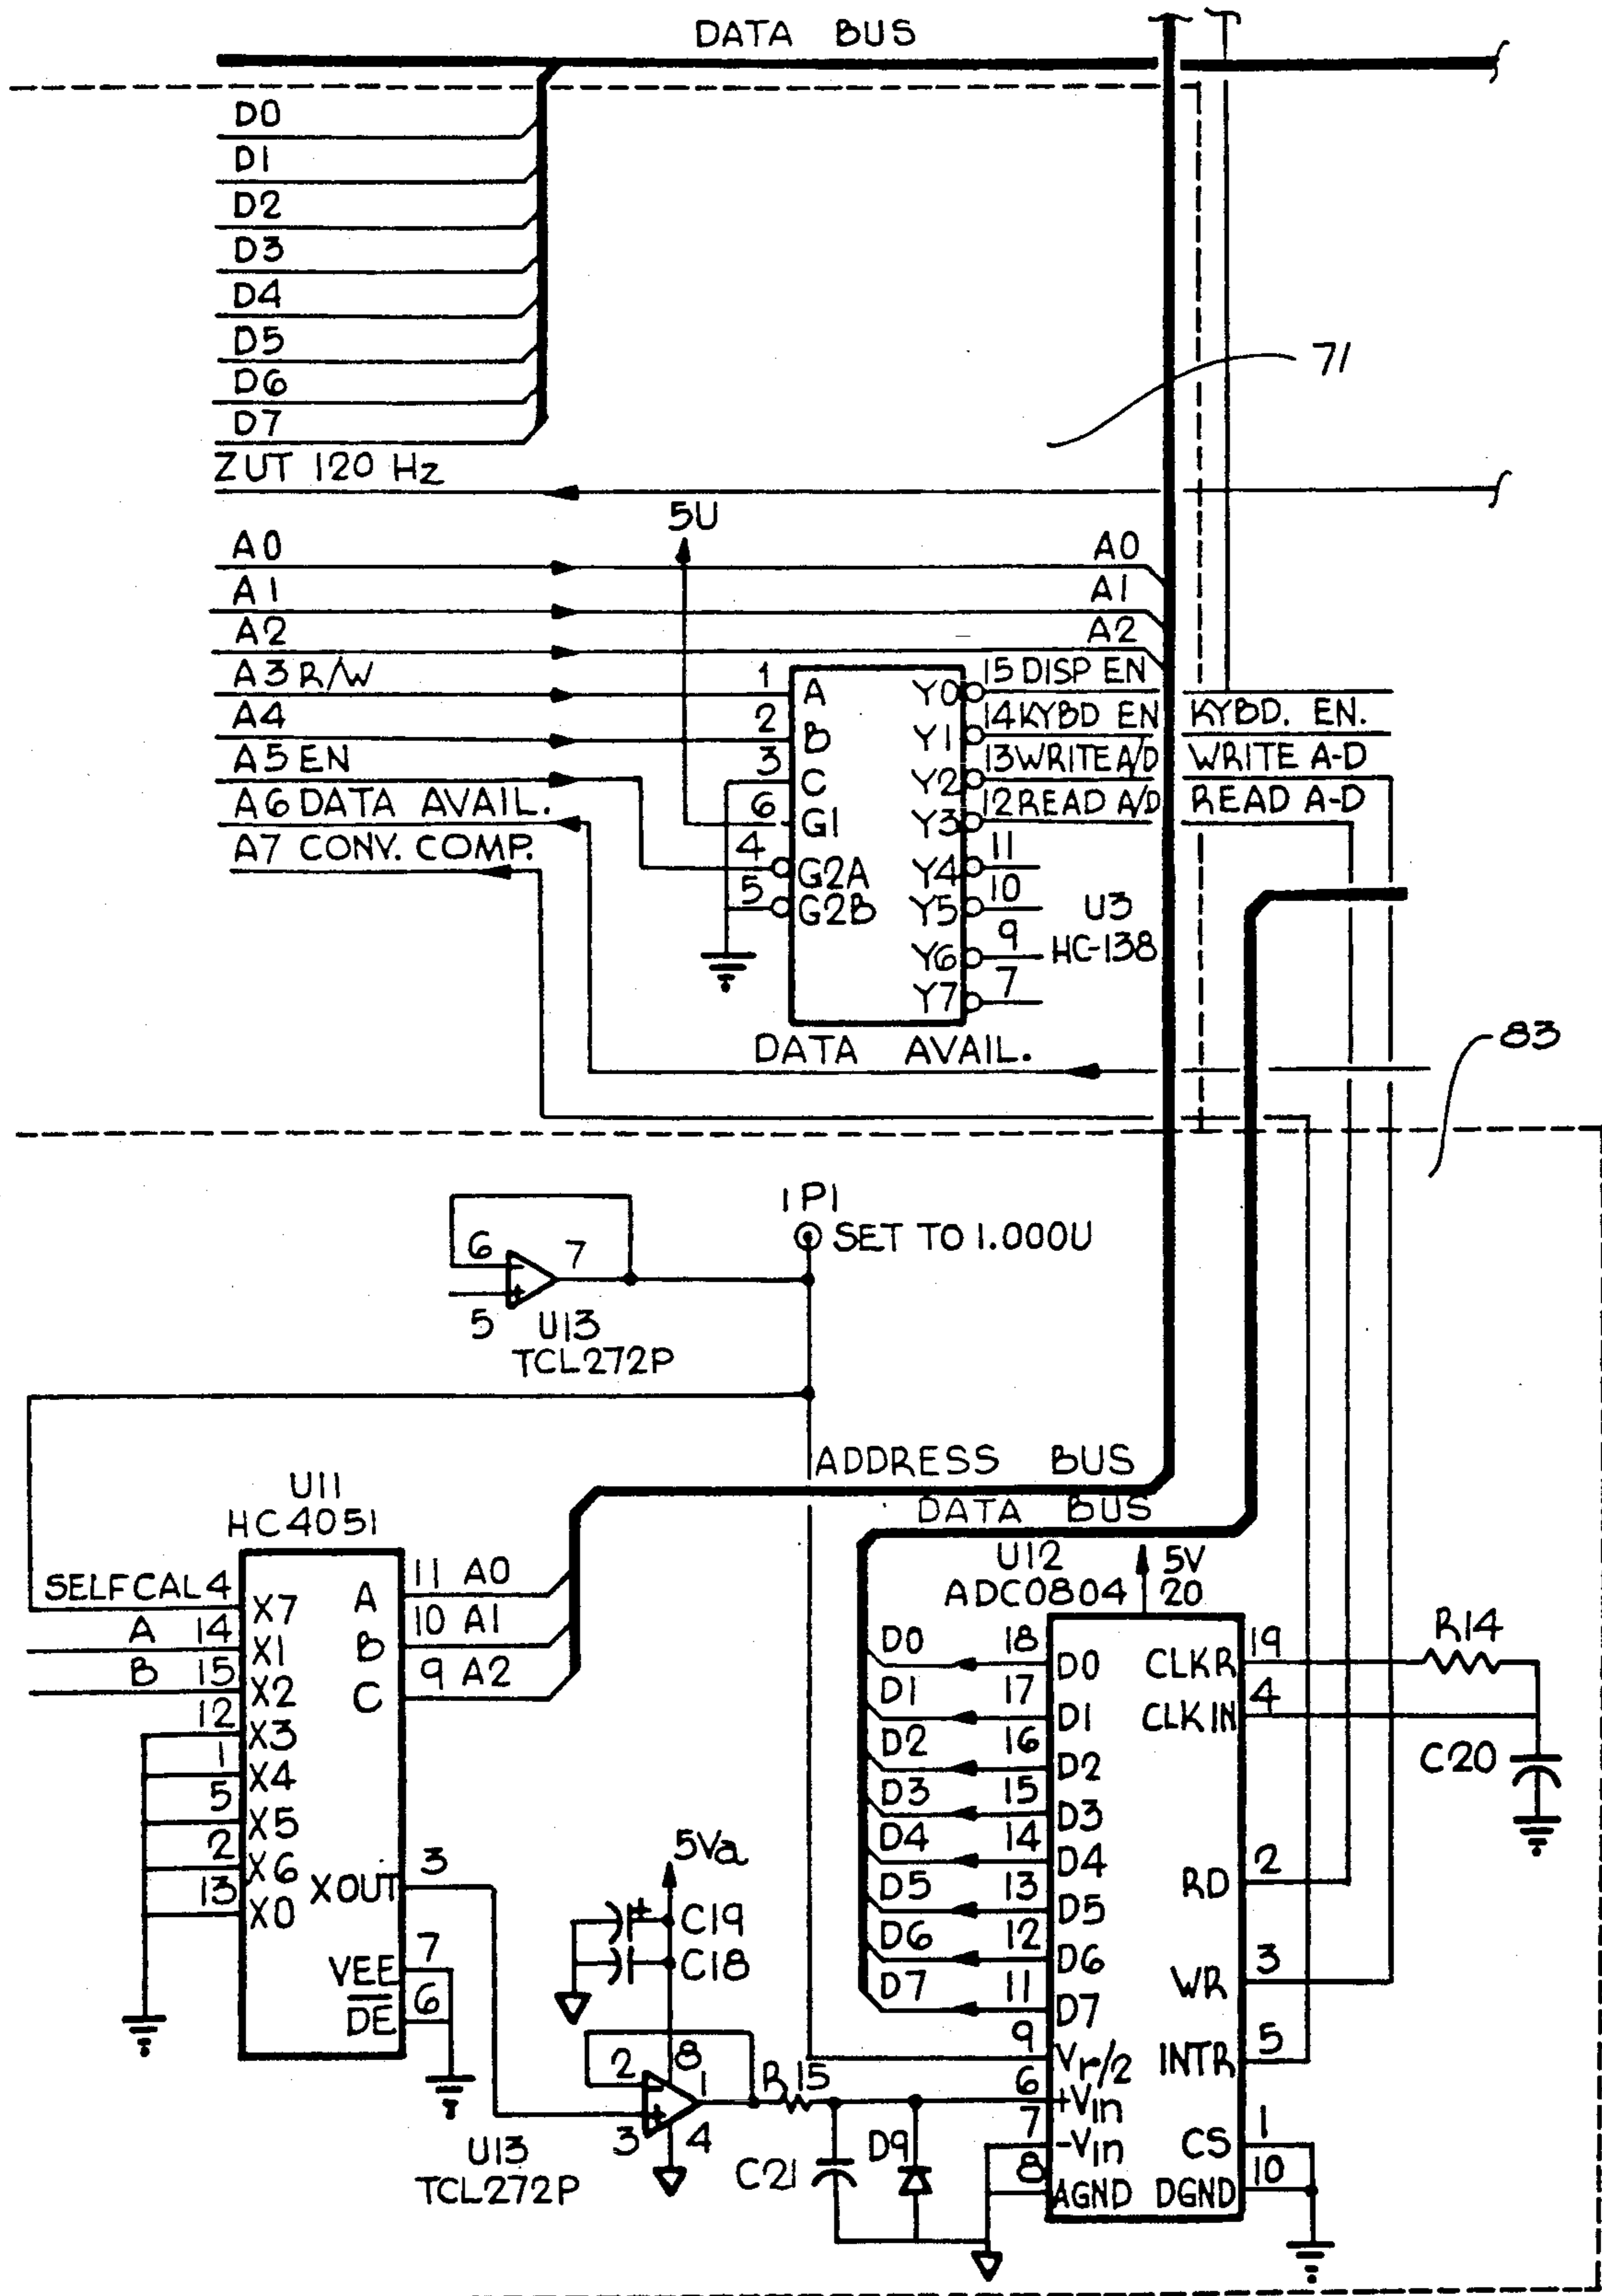 DATA BUS
D0
D1
D2
D3
D4
D5
D6
D7
ZUT 120 Hz
71
5U
A0 A0
A1 A1
A2 A2
A3 R/W 1 A Y0 15 DISP EN
A4 2 B Y1 14 KYBD EN KYBD. EN.
A5 EN 3 C Y2 13 WRITE A/D WRITE A-D
A6 DATA AVAIL. 6 G1 Y3 12 READ A/D READ A-D
A7 CONV. COMP. 4 G2A Y4 11
5 G2B Y5 10 U3
Y6 9 HC-138
Y7 7
DATA AVAIL.
83
1P1
SET TO 1.000U
6 7
5 U13
TCL272P
ADDRESS BUS
DATA BUS
U11
HC4051
SELFCAL 4 X7 A 11 A0
A 14 X1 B 10 A1
B 15 X2 C 9 A2
12 X3
1 X4
5 X5
2 X6 XOUT 3
13 X0
VEE 7
DE 6
U12 5V
ADC0804 20
D0 18 D0 CLKR 19 R14
D1 17 D1 CLK IN 4
D2 16 D2 C20
D3 15 D3
D4 14 D4 RD 2
D5 13 D5
D6 12 D6 WR 3
D7 11 D7
9 Vr/2 INTR 5
6 +Vin
7 -Vin CS 1
8 AGND DGND 10
5Va
C19
C18
2 8 1 R15
3 4
U13
TCL272P
C21 D9